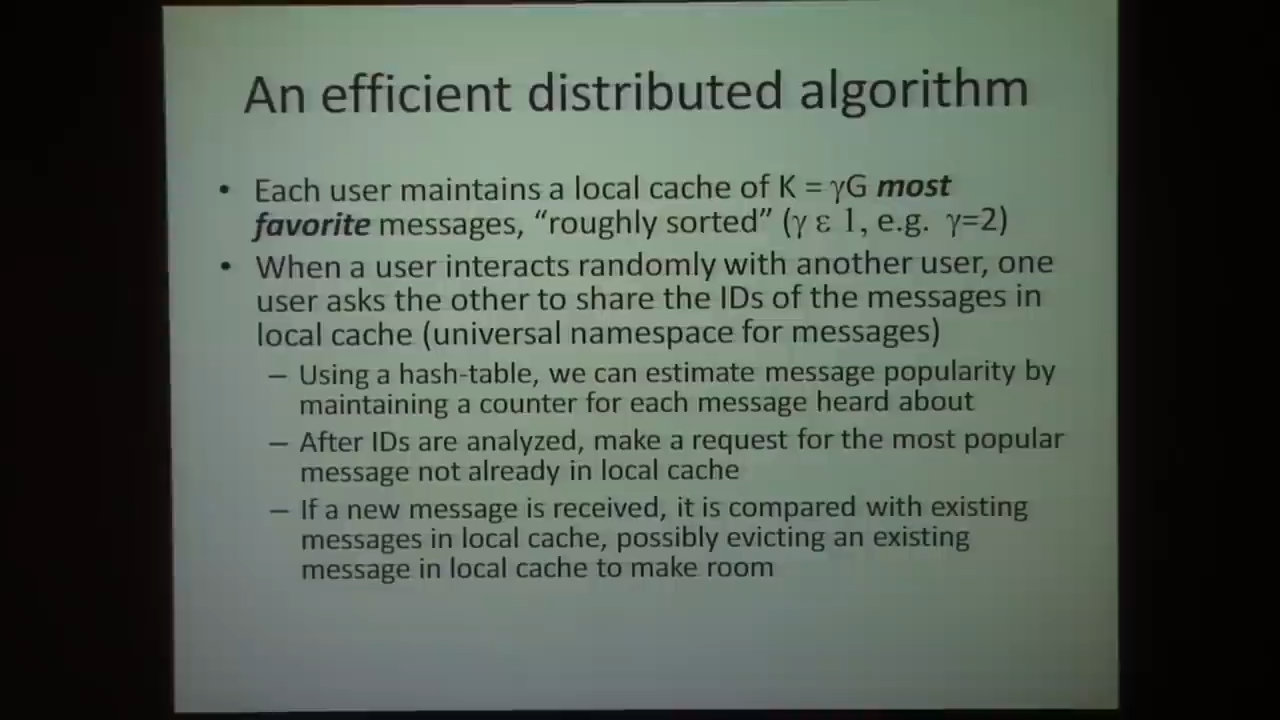 An efficient distributed algorithm
• Each user maintains a local cache of K = γG most
favorite messages, “roughly sorted” (γ ε 1, e.g. γ=2)
• When a user interacts randomly with another user, one
user asks the other to share the IDs of the messages in
local cache (universal namespace for messages)
– Using a hash-table, we can estimate message popularity by
maintaining a counter for each message heard about
– After IDs are analyzed, make a request for the most popular
message not already in local cache
– If a new message is received, it is compared with existing
messages in local cache, possibly evicting an existing
message in local cache to make room